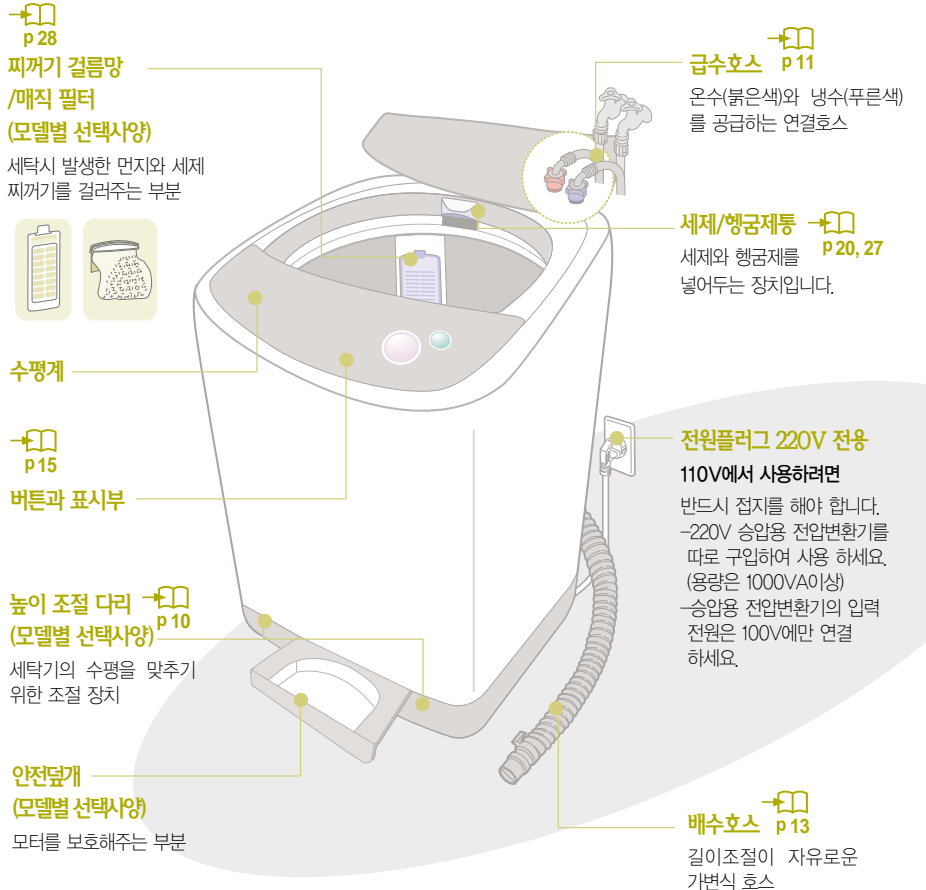 p 28
찌꺼기 걸름망
/매직 필터
(모델별 선택사양)
세탁시 발생한 먼지와 세제
찌꺼기를 걸러주는 부분
수평계
p 15
버튼과 표시부
높이 조절 다리
p 10
(모델별 선택사양)
세탁기의 수평을 맞추기
위한 조절 장치
안전덮개
(모델별 선택사양)
모터를 보호해주는 부분
급수호스 p 11
온수(붉은색)와 냉수(푸른색)
를 공급하는 연결호스
세제/헹굼제통
p 20, 27
세제와 헹굼제를
넣어두는 장치입니다.
전원플러그 220V 전용
110V에서 사용하려면
반드시 접지를 해야 합니다.
-220V 승압용 전압변환기를
따로 구입하여 사용 하세요.
(용량은 1000VA이상)
-승압용 전압변환기의 입력
전원은 100V에만 연결
하세요.
배수호스 p 13
길이조절이 자유로운
가변식 호스